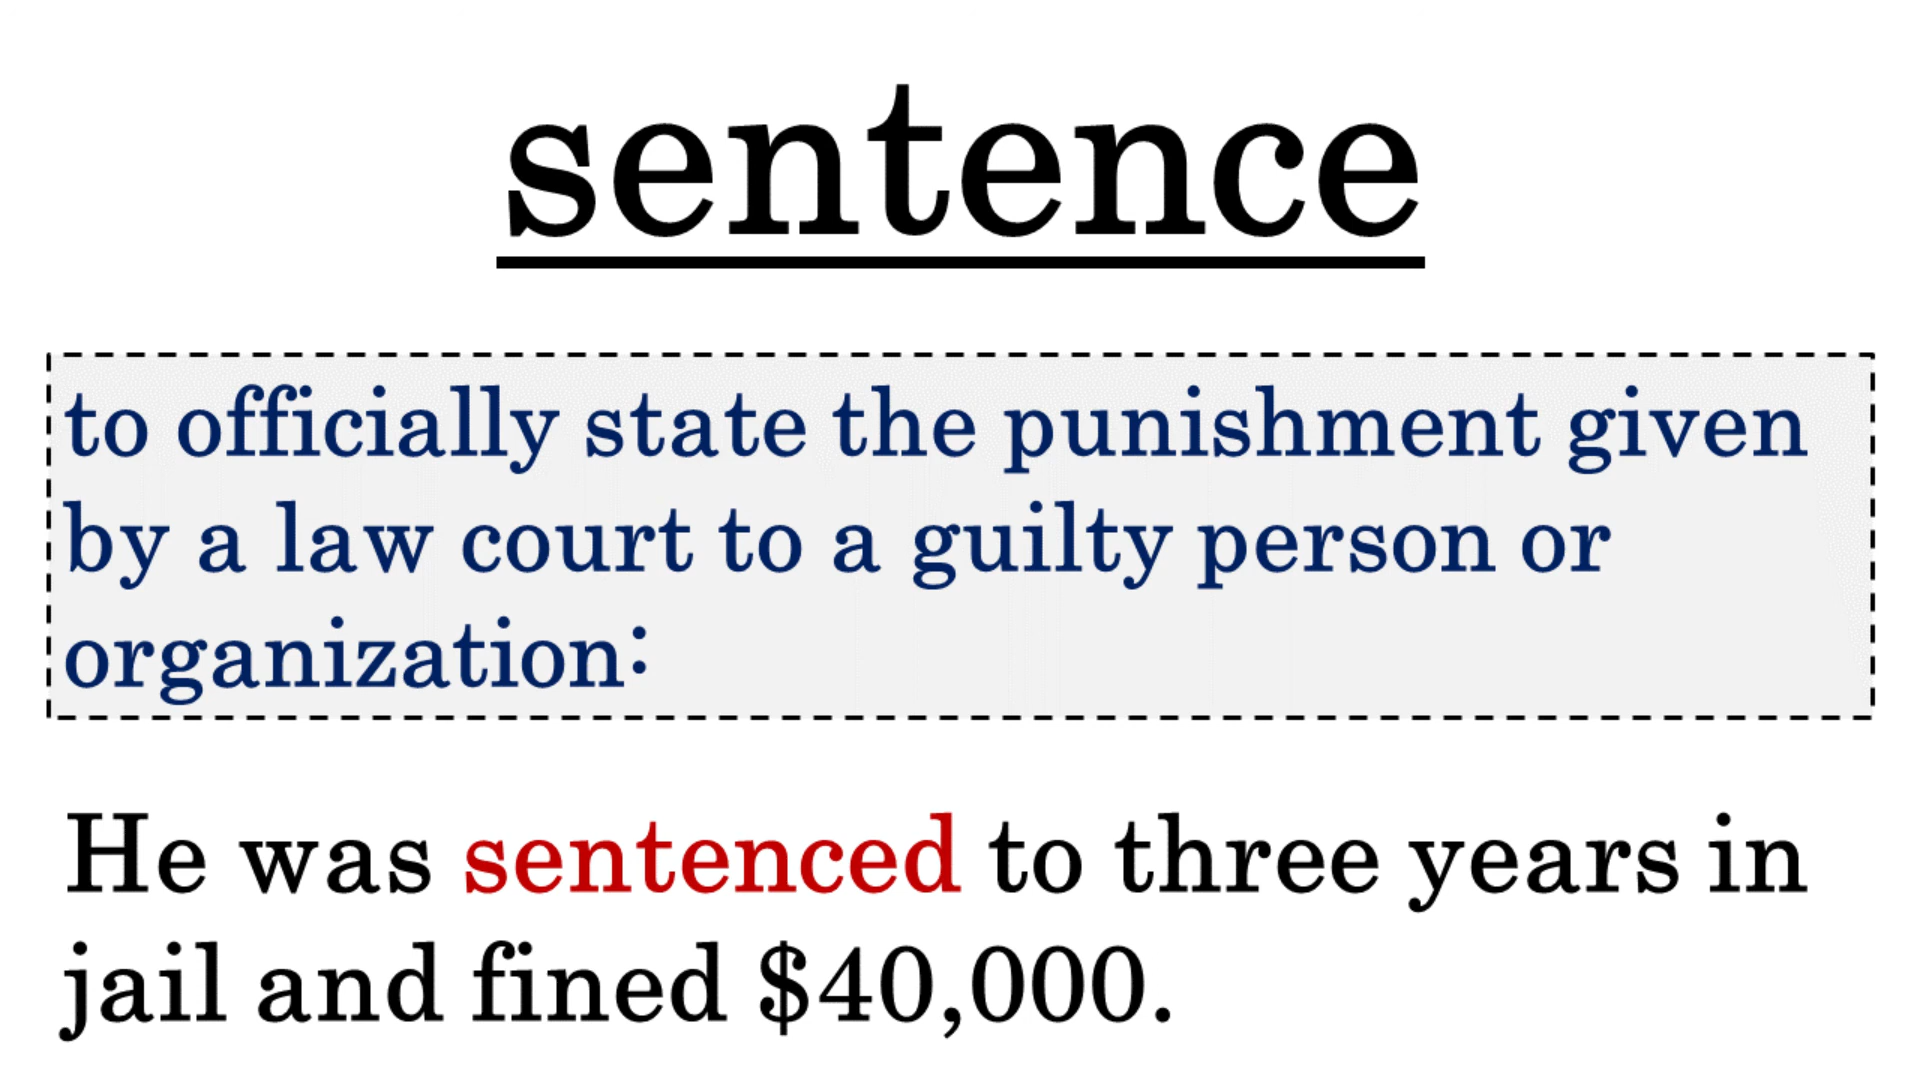 sentence
to officially state the punishment given
by a law court to a guilty person or
organization:
He was sentenced to three years in
jail and fined $40,000.